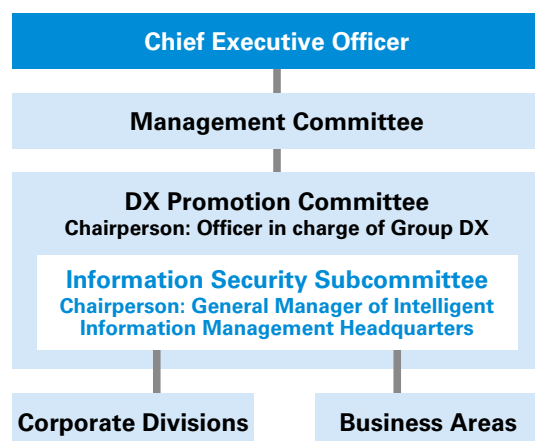 Chief Executive Officer
Management Committee
DX Promotion Committee
Chairperson: Officer in charge of Group DX
Information Security Subcommittee
Chairperson: General Manager of Intelligent
Information Management Headquarters
Corporate Divisions
Business Areas